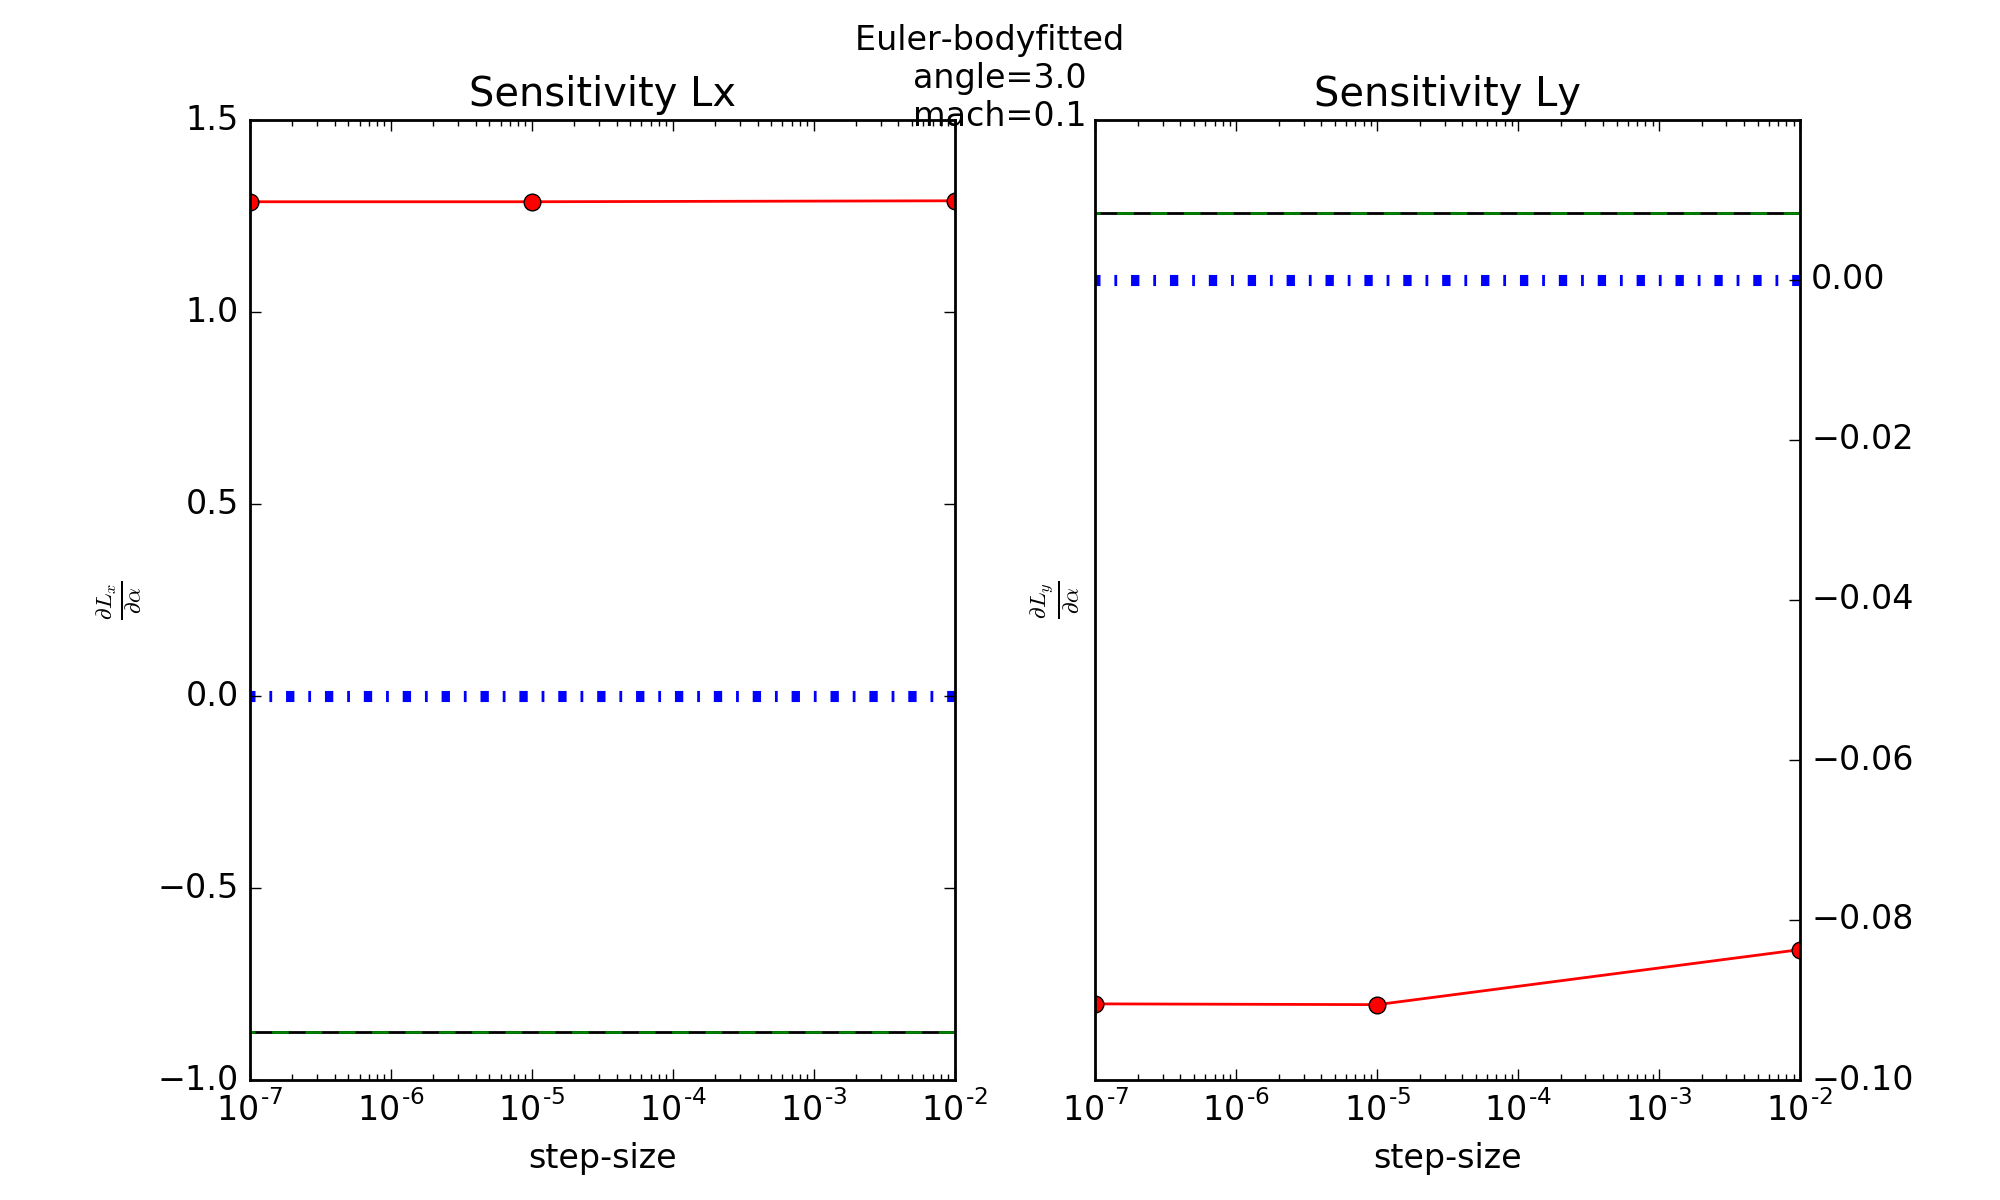 Euler-bodyfitted
angle=3.0
mach=0.1
Sensitivity Lx
1.5
1.0
0.5
0.0
−0.5
−1.0
∂Lₓ/∂α
10⁻⁷ 10⁻⁶ 10⁻⁵ 10⁻⁴ 10⁻³ 10⁻²
step-size
Sensitivity Ly
∂L_y/∂α
0.00
−0.02
−0.04
−0.06
−0.08
−0.10
10⁻⁷ 10⁻⁶ 10⁻⁵ 10⁻⁴ 10⁻³ 10⁻²
step-size